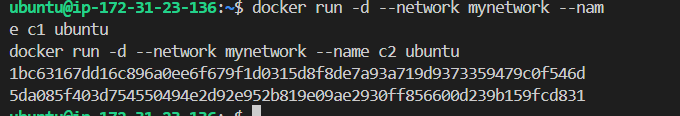 ubuntu@ip-172-31-23-136:~$ docker run -d --network mynetwork --nam
e c1 ubuntu
docker run -d --network mynetwork --name c2 ubuntu
1bc63167dd16c896a0ee6f679f1d0315d8f8de7a93a719d9373359479c0f546d
5da085f403d754550494e2d92e952b819e09ae2930ff856600d239b159fcd831
ubuntu@ip-172-31-23-136:~$